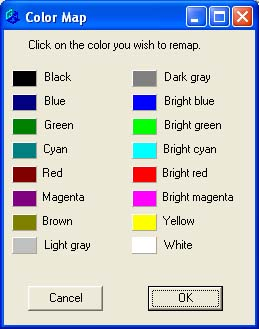 Color Map
Click on the color you wish to remap.
Black Dark gray
Blue Bright blue
Green Bright green
Cyan Bright cyan
Red Bright red
Magenta Bright magenta
Brown Yellow
Light gray White
Cancel OK